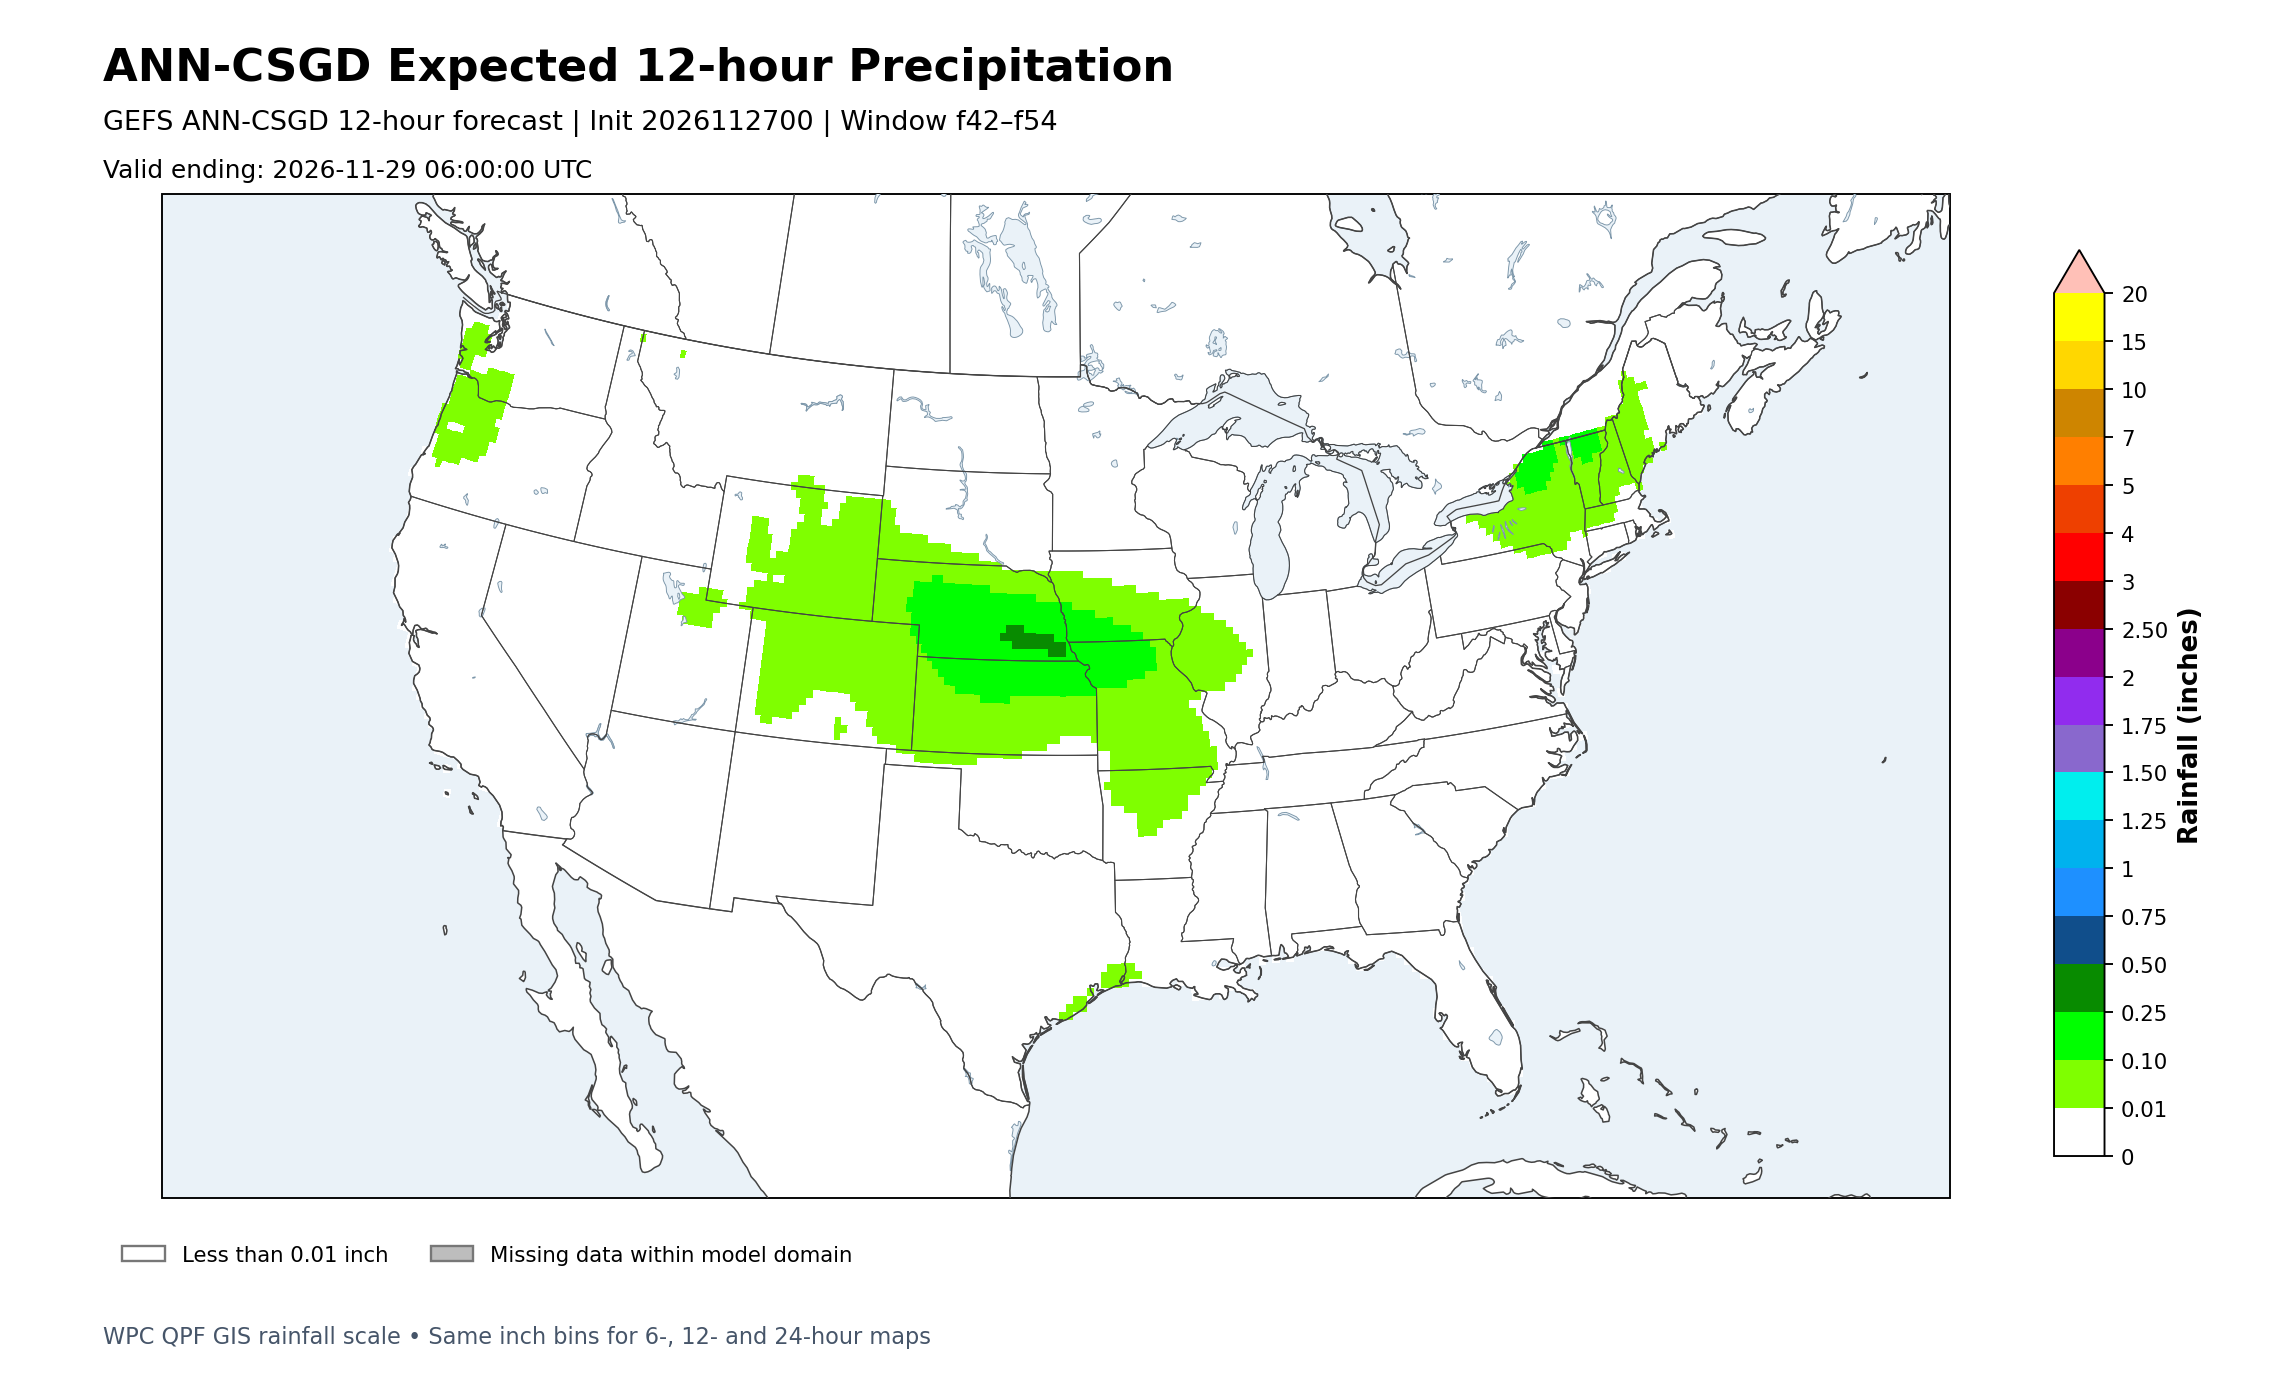 ANN-CSGD Expected 12-hour Precipitation
GEFS ANN-CSGD 12-hour forecast | Init 2026112700 | Window f42–f54
Valid ending: 2026-11-29 06:00:00 UTC
20
15
10
7
5
4
3
2.50
2
1.75
1.50
1.25
1
0.75
0.50
0.25
0.10
0.01
0
Rainfall (inches)
Less than 0.01 inch
Missing data within model domain
WPC QPF GIS rainfall scale • Same inch bins for 6-, 12- and 24-hour maps